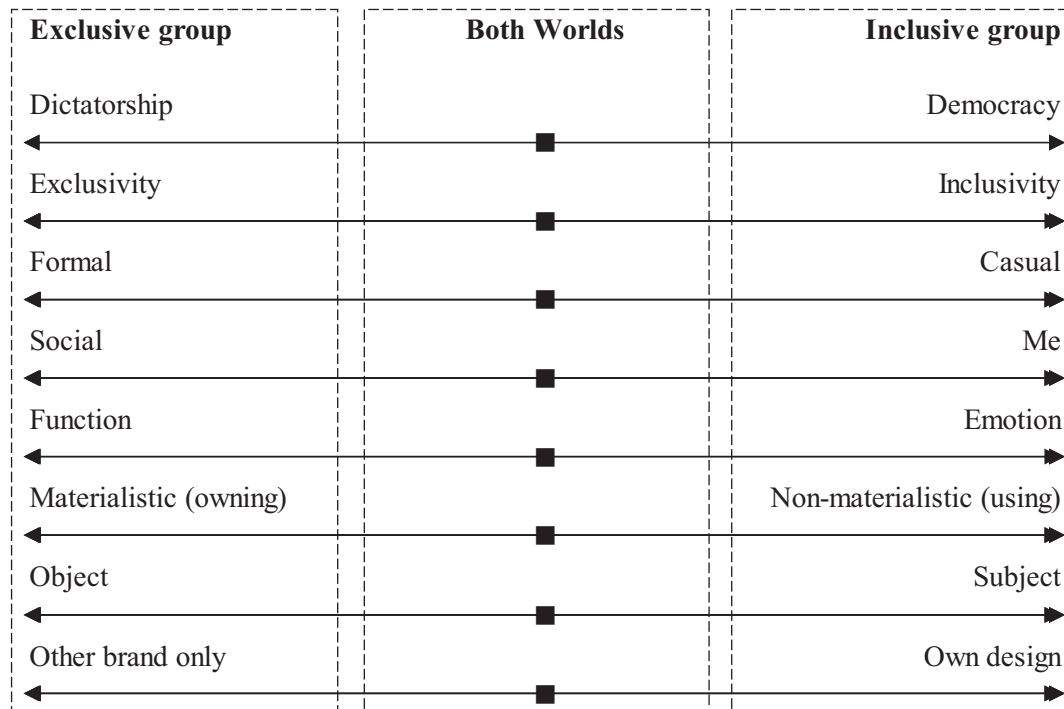 Exclusive group Both Worlds Inclusive group
Dictatorship Democracy
Exclusivity Inclusivity
Formal Casual
Social Me
Function Emotion
Materialistic (owning) Non-materialistic (using)
Object Subject
Other brand only Own design